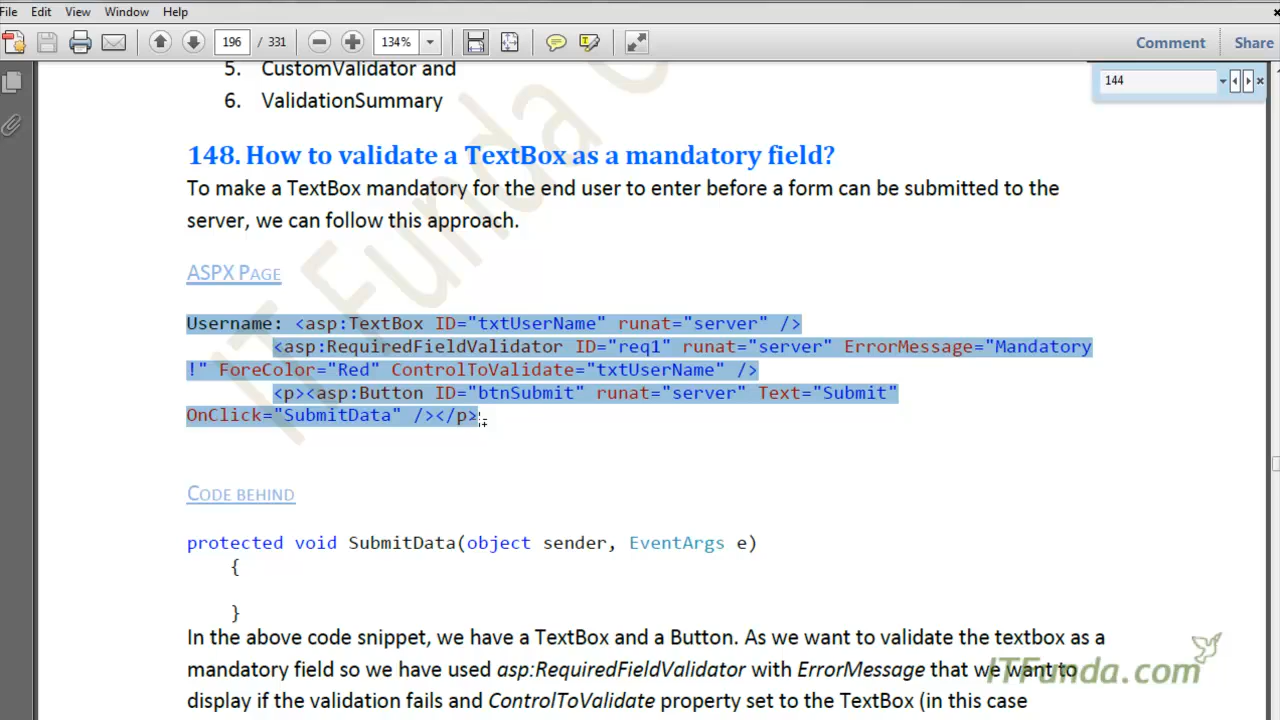 File Edit View Window Help
196 / 331 134% Comment Share
144
5. CustomValidator and
6. ValidationSummary
148. How to validate a TextBox as a mandatory field?
To make a TextBox mandatory for the end user to enter before a form can be submitted to the
server, we can follow this approach.
ASPX PAGE
Username: <asp:TextBox ID="txtUserName" runat="server" />
<asp:RequiredFieldValidator ID="req1" runat="server" ErrorMessage="Mandatory
!" ForeColor="Red" ControlToValidate="txtUserName" />
<p><asp:Button ID="btnSubmit" runat="server" Text="Submit"
OnClick="SubmitData" /></p>
CODE BEHIND
protected void SubmitData(object sender, EventArgs e)
{
}
In the above code snippet, we have a TextBox and a Button. As we want to validate the textbox as a
mandatory field so we have used asp:RequiredFieldValidator with ErrorMessage that we want to
display if the validation fails and ControlToValidate property set to the TextBox (in this case
ITFunda.com